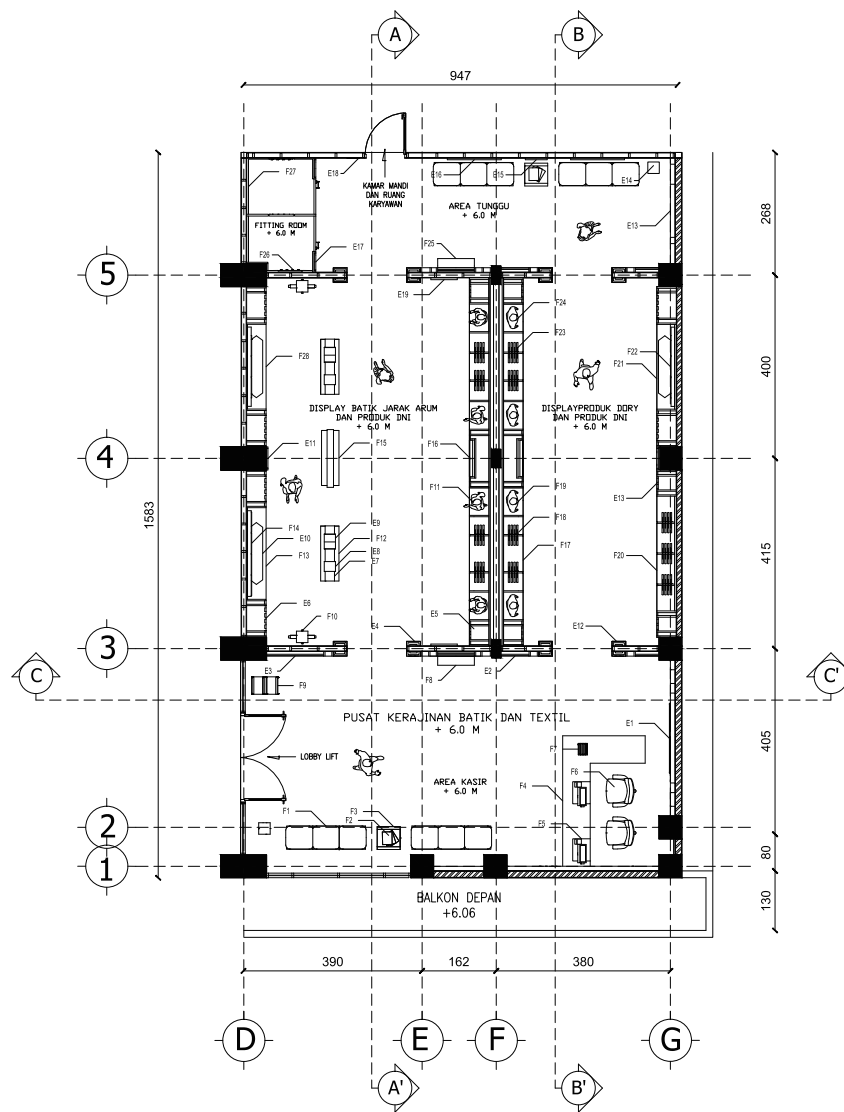 A
B
947
F27
E18
KAMAR MANDI
DAN RUANG
KARYAWAN
E16
E15
E14
FITTING ROOM
+ 6.0 M
AREA TUNGGU
+ 6.0 M
E13
268
F26
E17
F25
5
E19
F24
F23
F28
F22
F21
400
DISPLAY BATIK JARAK ARUM
DAN PRODUK DNI
+ 6.0 M
DISPLAYPRODUK DORY
DAN PRODUK DNI
+ 6.0 M
4
E11
F15
F16
F11
F19
E13
1583
F14
E10
F13
E9
F12
E8
E7
F18
F17
F20
415
E6
F10
E4
E5
E12
3
E3
F8
E2
C
C'
F9
PUSAT KERAJINAN BATIK DAN TEXTIL
+ 6.0 M
E1
LOBBY LIFT
F7
405
AREA KASIR
+ 6.0 M
F6
F4
F1
F3
F2
E5
2
1
80
BALKON DEPAN
+6.06
130
390
162
380
D
E
F
G
A'
B'